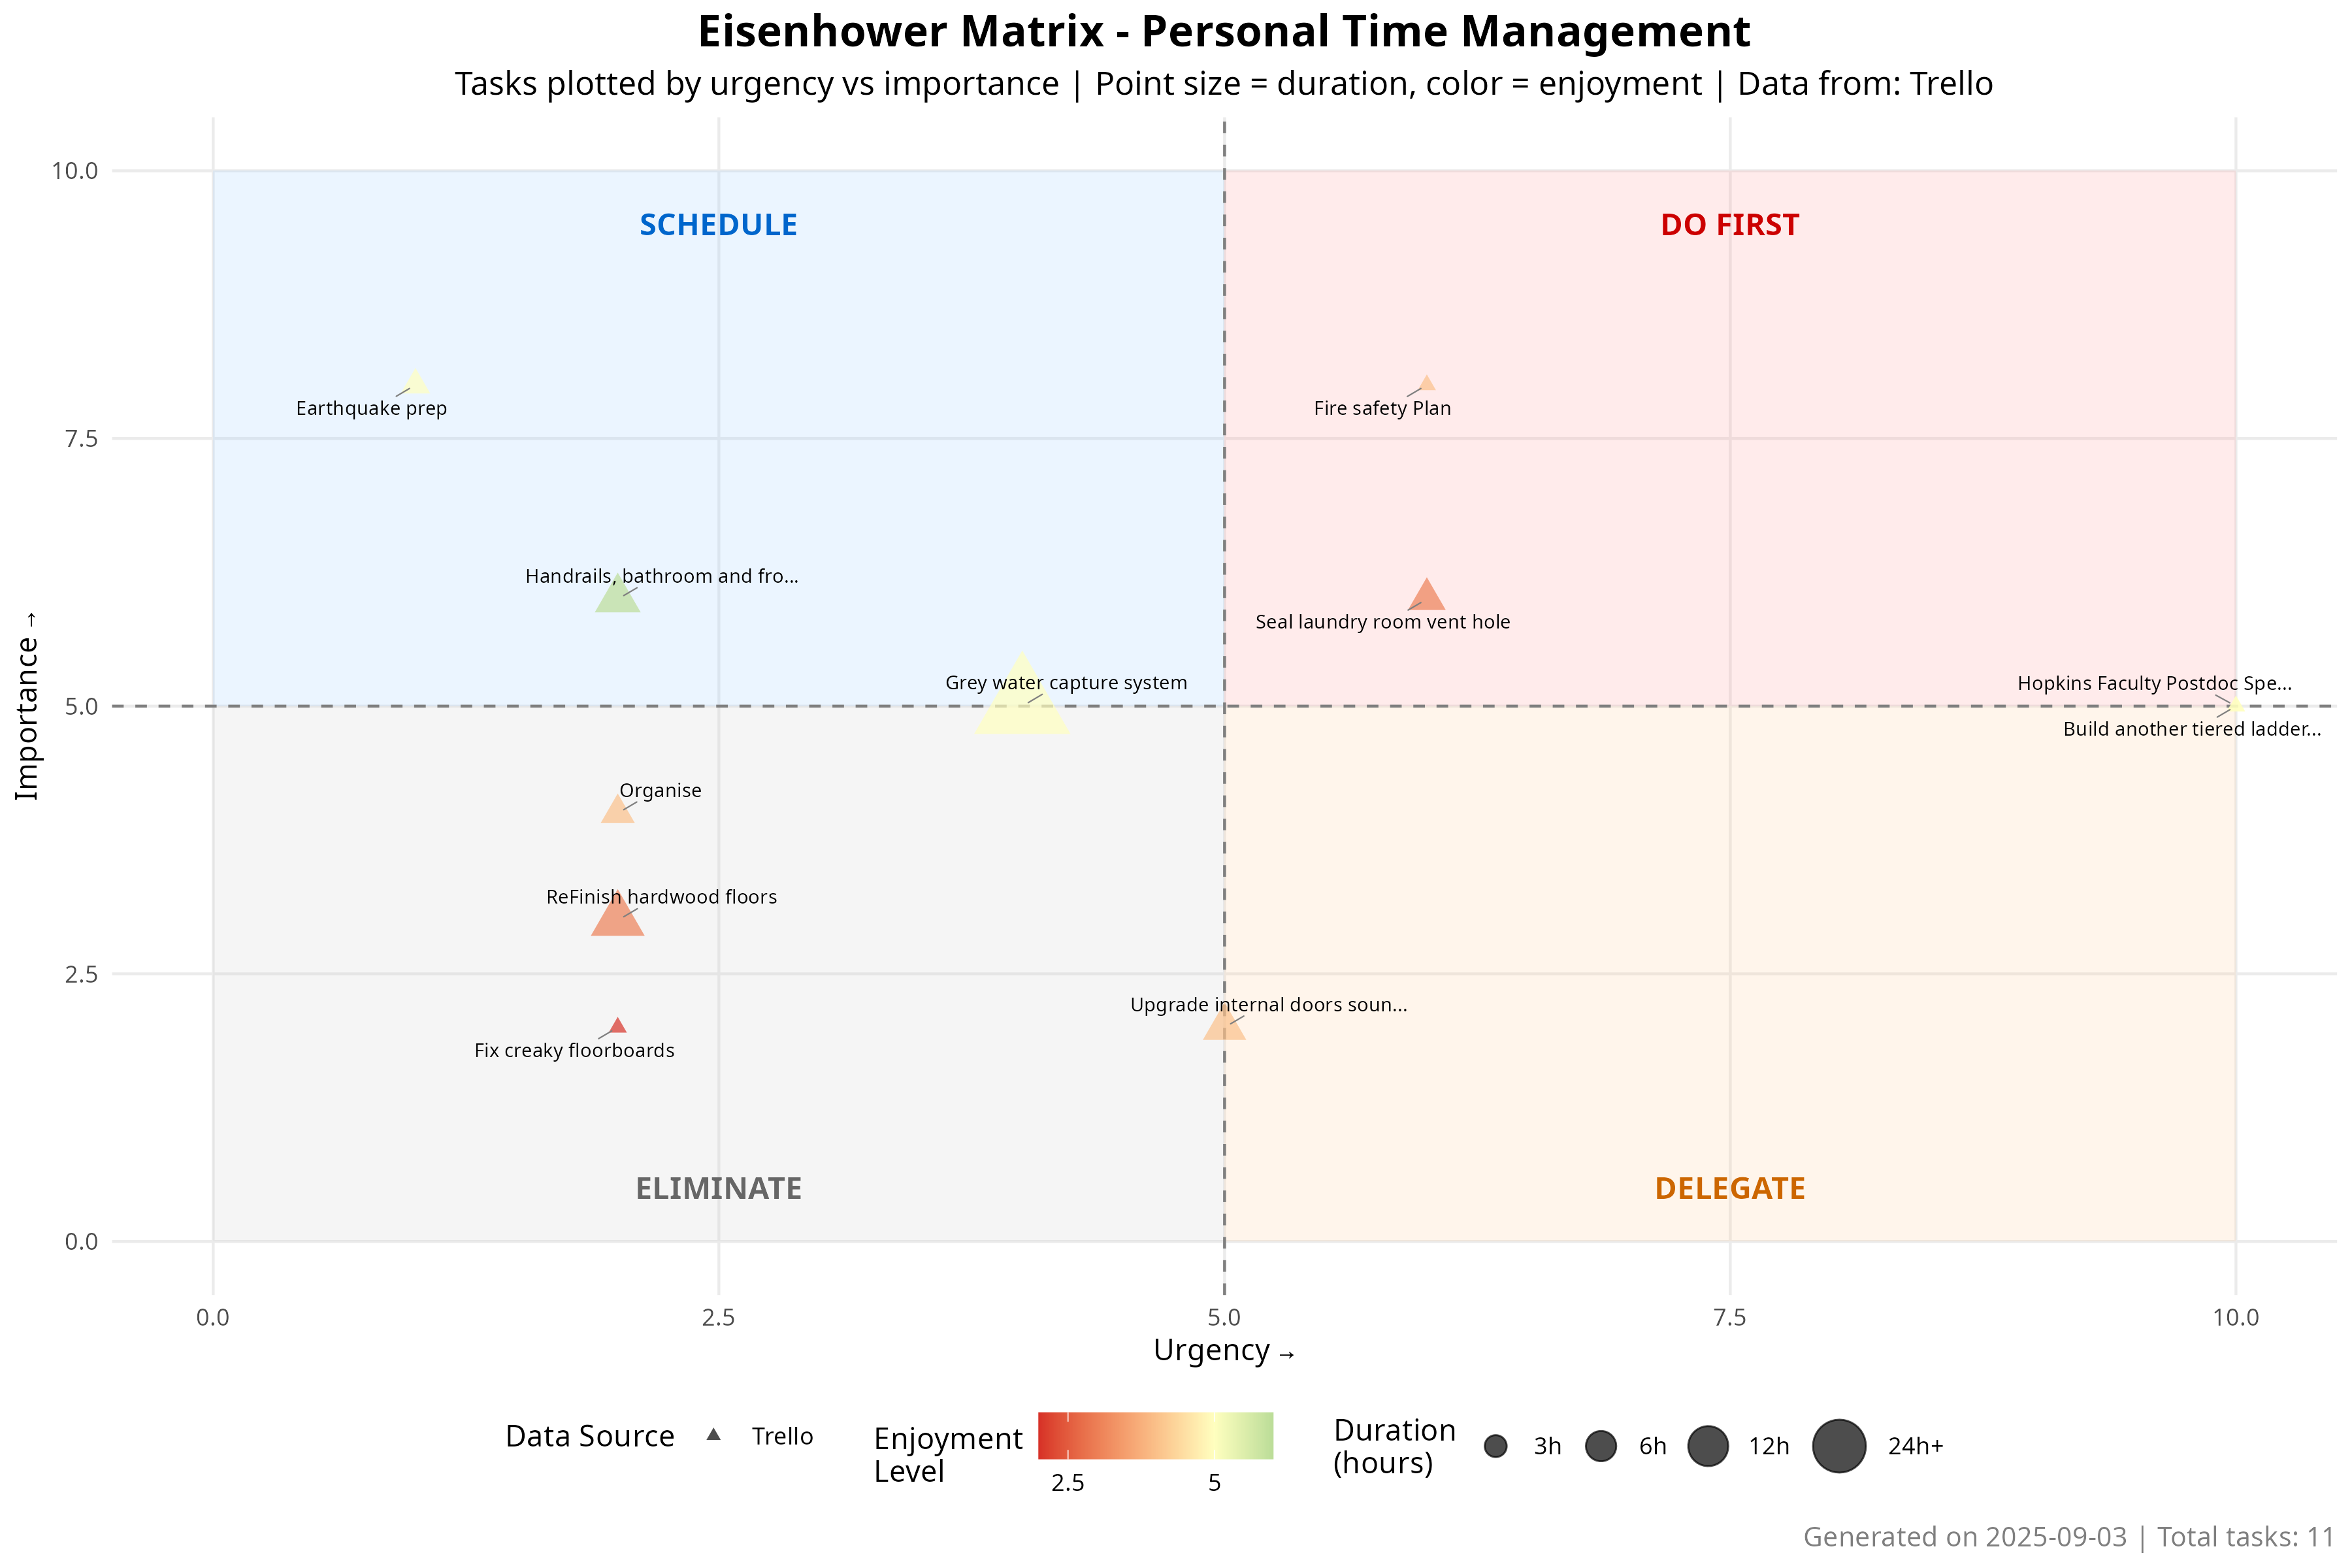 Eisenhower Matrix - Personal Time Management
Tasks plotted by urgency vs importance | Point size = duration, color = enjoyment | Data from: Trello
10.0
SCHEDULE
DO FIRST
Earthquake prep
Fire safety Plan
7.5
Handrails, bathroom and fro...
Seal laundry room vent hole
Importance →
Grey water capture system
Hopkins Faculty Postdoc Spe...
5.0
Build another tiered ladder...
Organise
ReFinish hardwood floors
2.5
Upgrade internal doors soun...
Fix creaky floorboards
ELIMINATE
DELEGATE
0.0
0.0
2.5
5.0
7.5
10.0
Urgency →
Data Source
Trello
Enjoyment
Level
2.5
5
Duration
(hours)
3h
6h
12h
24h+
Generated on 2025-09-03 | Total tasks: 11